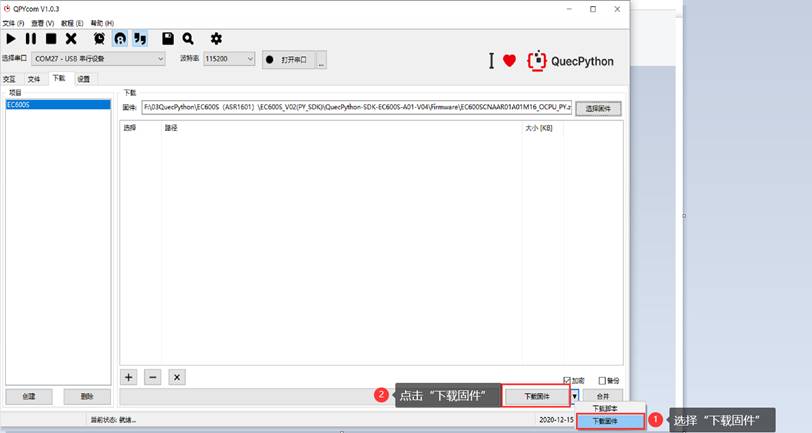 QPYcom V1.0.3
文件 (F) 查看 (V) 教程 (E) 帮助 (H)
选择串口 COM27 - USB 串行设备 波特率 115200 打开串口 ...
I QuecPython
交互 文件 下载 设置
项目
EC600S
下载
固件: F:\03QuecPython\EC600S (ASR1601) \EC600S_V02(PY_SDK)\QuecPython-SDK-EC600S-A01-V04\Firmware\EC600SCNAAR01A01M16_OCPU_PY.z 选择固件
选择 路径 大小 [KB]
加密 备份
创建 删除
2 点击“下载固件” 下载固件 合并
当前状态: 就绪... 2020-12-15
下载脚本
下载固件
1 选择“下载固件”